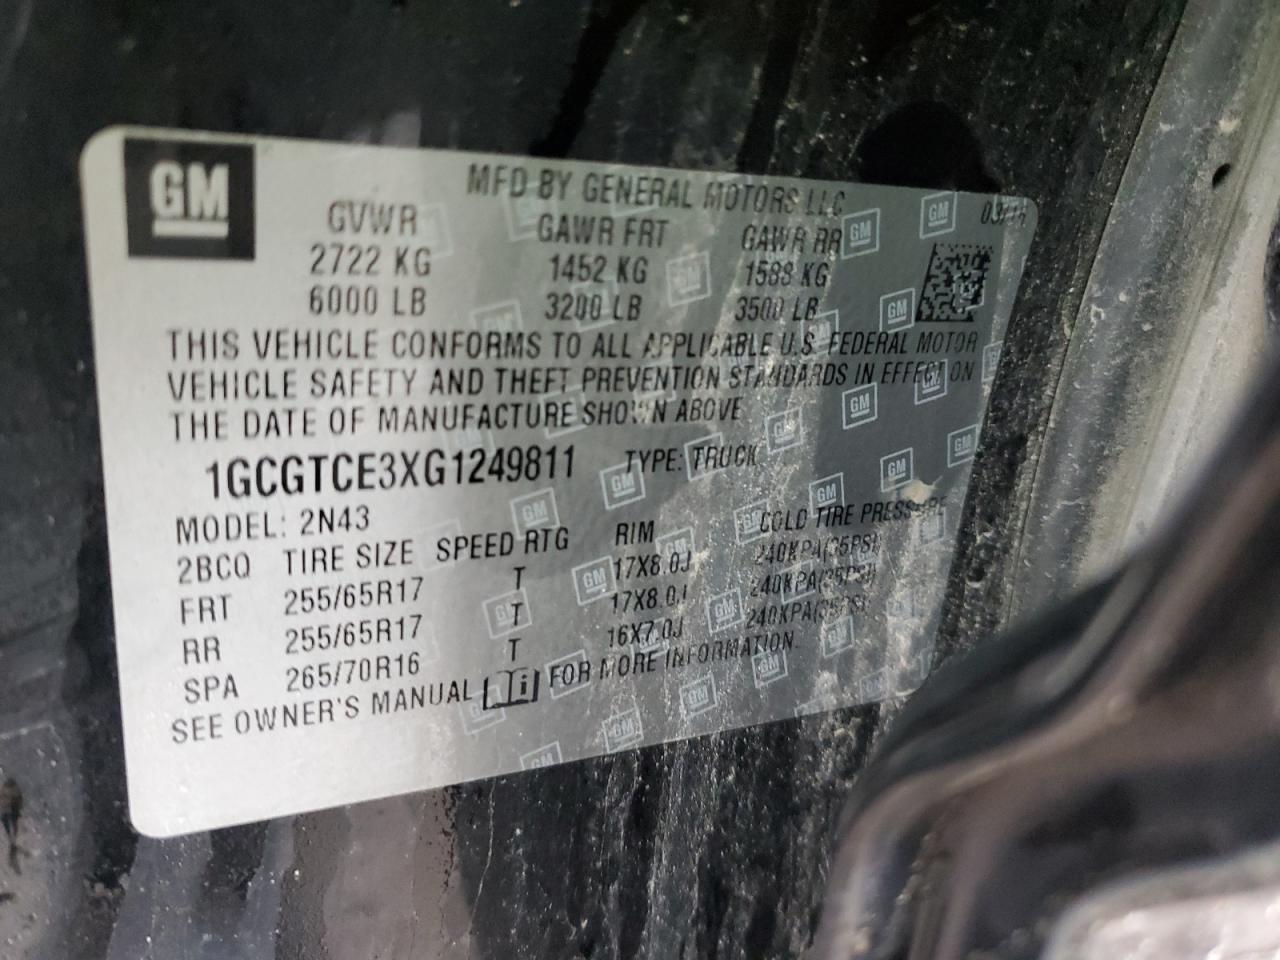 GM
MFD BY GENERAL MOTORS LLC
GVWR GAWR FRT GAWR RR
2722 KG 1452 KG 1588 KG
6000 LB 3200 LB 3500 LB
THIS VEHICLE CONFORMS TO ALL APPLICABLE U.S. FEDERAL MOTOR
VEHICLE SAFETY AND THEFT PREVENTION STANDARDS IN EFFECT ON
THE DATE OF MANUFACTURE SHOWN ABOVE
1GCGTCE3XG1249811 TYPE: TRUCK
MODEL: 2N43
2BCQ TIRE SIZE SPEED RTG RIM COLD TIRE PRESSURE
FRT 255/65R17 T 17X8.0J 240KPA(35PSI)
RR 255/65R17 T 17X8.0J 240KPA(35PSI)
SPA 265/70R16 T 16X7.0J 240KPA(35PSI)
SEE OWNER'S MANUAL FOR MORE INFORMATION.